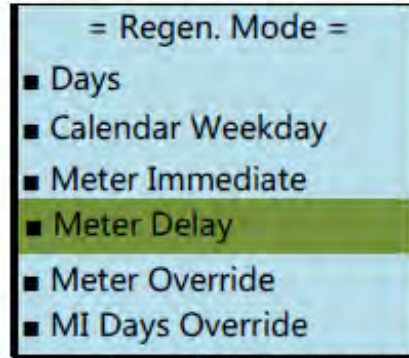 = Regen. Mode =
■ Days
■ Calendar Weekday
■ Meter Immediate
■ Meter Delay
■ Meter Override
■ MI Days Override